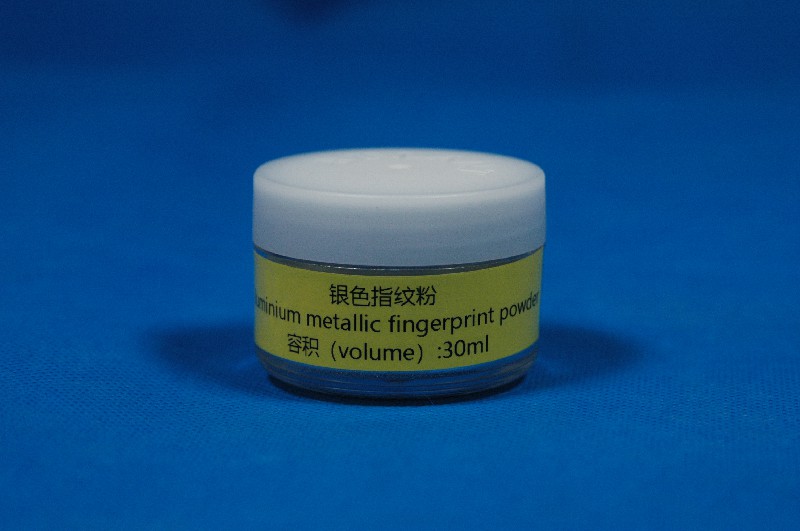 银色指纹粉
uminium metallic fingerprint powder
容积（volume）:30ml